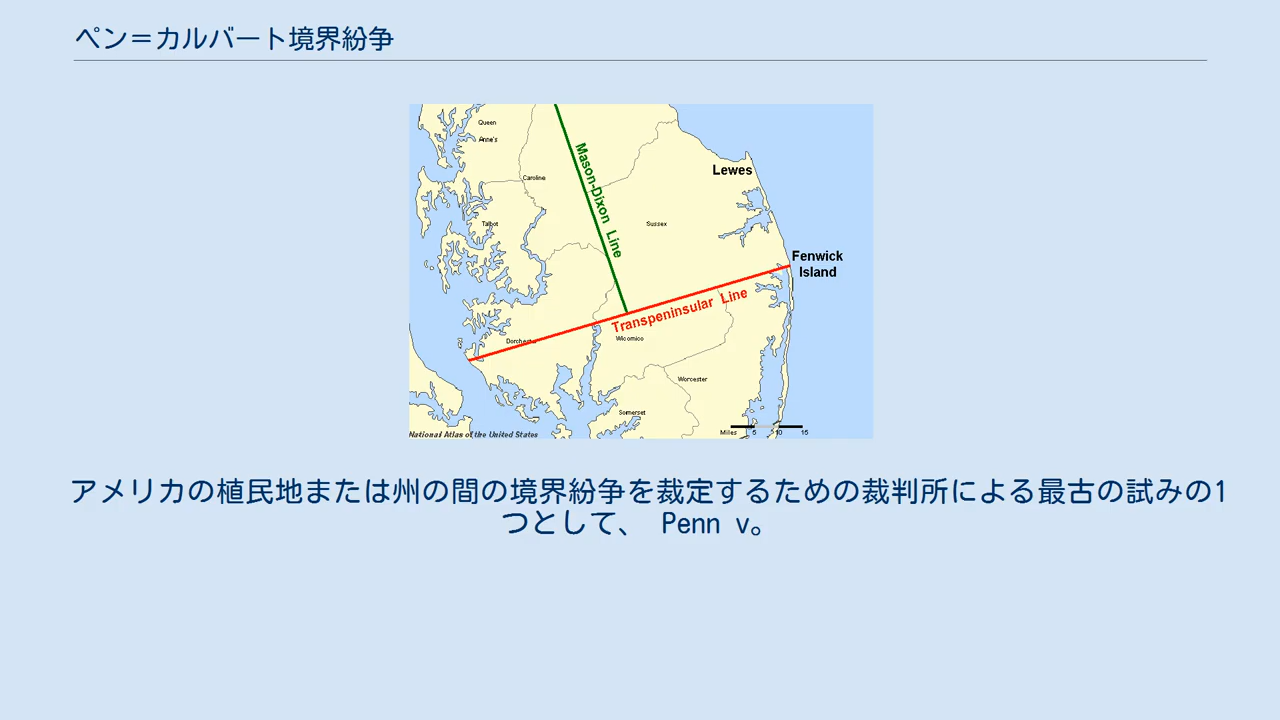 ペン＝カルバート境界紛争
Queen
Anne's
Caroline
Talbot
Mason-Dixon Line
Lewes
Sussex
Fenwick
Island
Transpeninsular Line
Dorchester
Wicomico
Worcester
Somerset
Miles 5 10 15
National Atlas of the United States
アメリカの植民地または州の間の境界紛争を裁定するための裁判所による最古の試みの1
つとして、 Penn v。